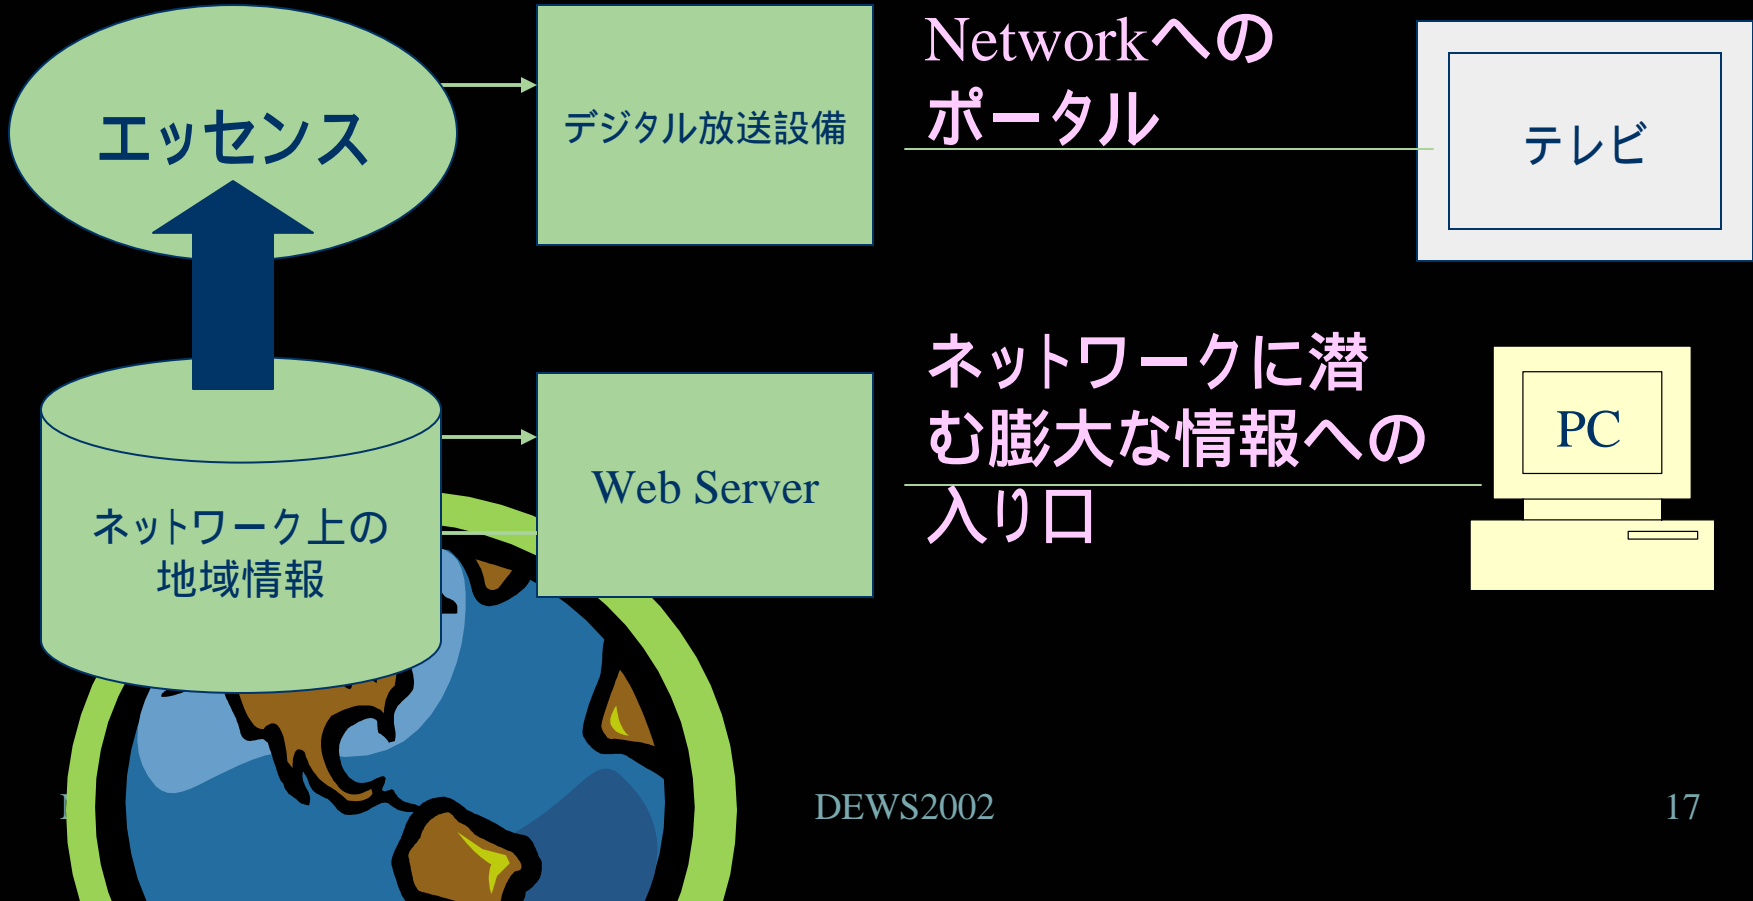 エッセンス
デジタル放送設備
Networkへの
ポータル
テレビ
ネットワーク上の
地域情報
Web Server
ネットワークに潜
む膨大な情報への
入り口
PC
DEWS2002
17